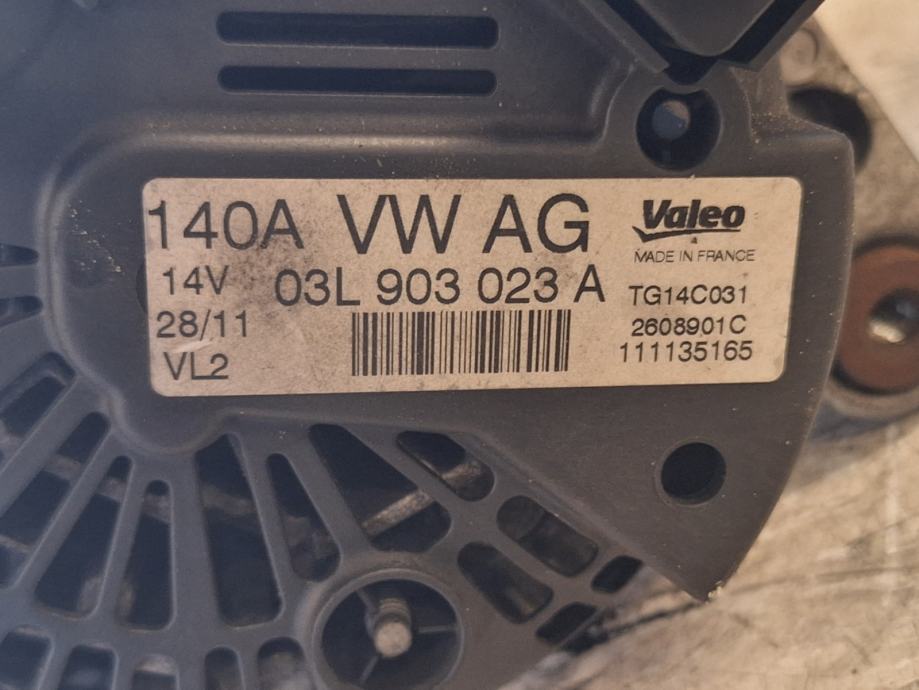 140A VW AG
14V 03L 903 023 A
28/11
VL2
Valeo
MADE IN FRANCE
TG14C031
2608901C
111135165